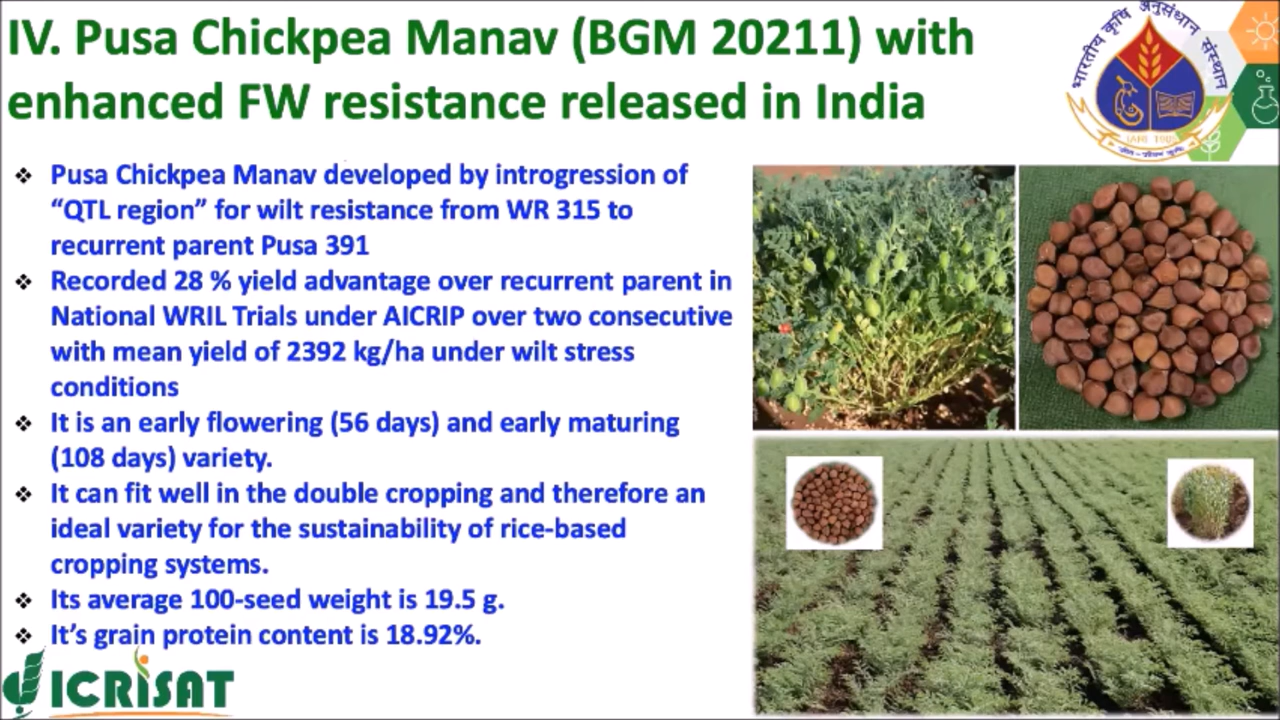 IV. Pusa Chickpea Manav (BGM 20211) with
enhanced FW resistance released in India
भारतीय कृषि अनुसंधान संस्थान
IARI 1905
❖ Pusa Chickpea Manav developed by introgression of
“QTL region” for wilt resistance from WR 315 to
recurrent parent Pusa 391
❖ Recorded 28 % yield advantage over recurrent parent in
National WRIL Trials under AICRIP over two consecutive
with mean yield of 2392 kg/ha under wilt stress
conditions
❖ It is an early flowering (56 days) and early maturing
(108 days) variety.
❖ It can fit well in the double cropping and therefore an
ideal variety for the sustainability of rice-based
cropping systems.
❖ Its average 100-seed weight is 19.5 g.
❖ It’s grain protein content is 18.92%.
ICRISAT